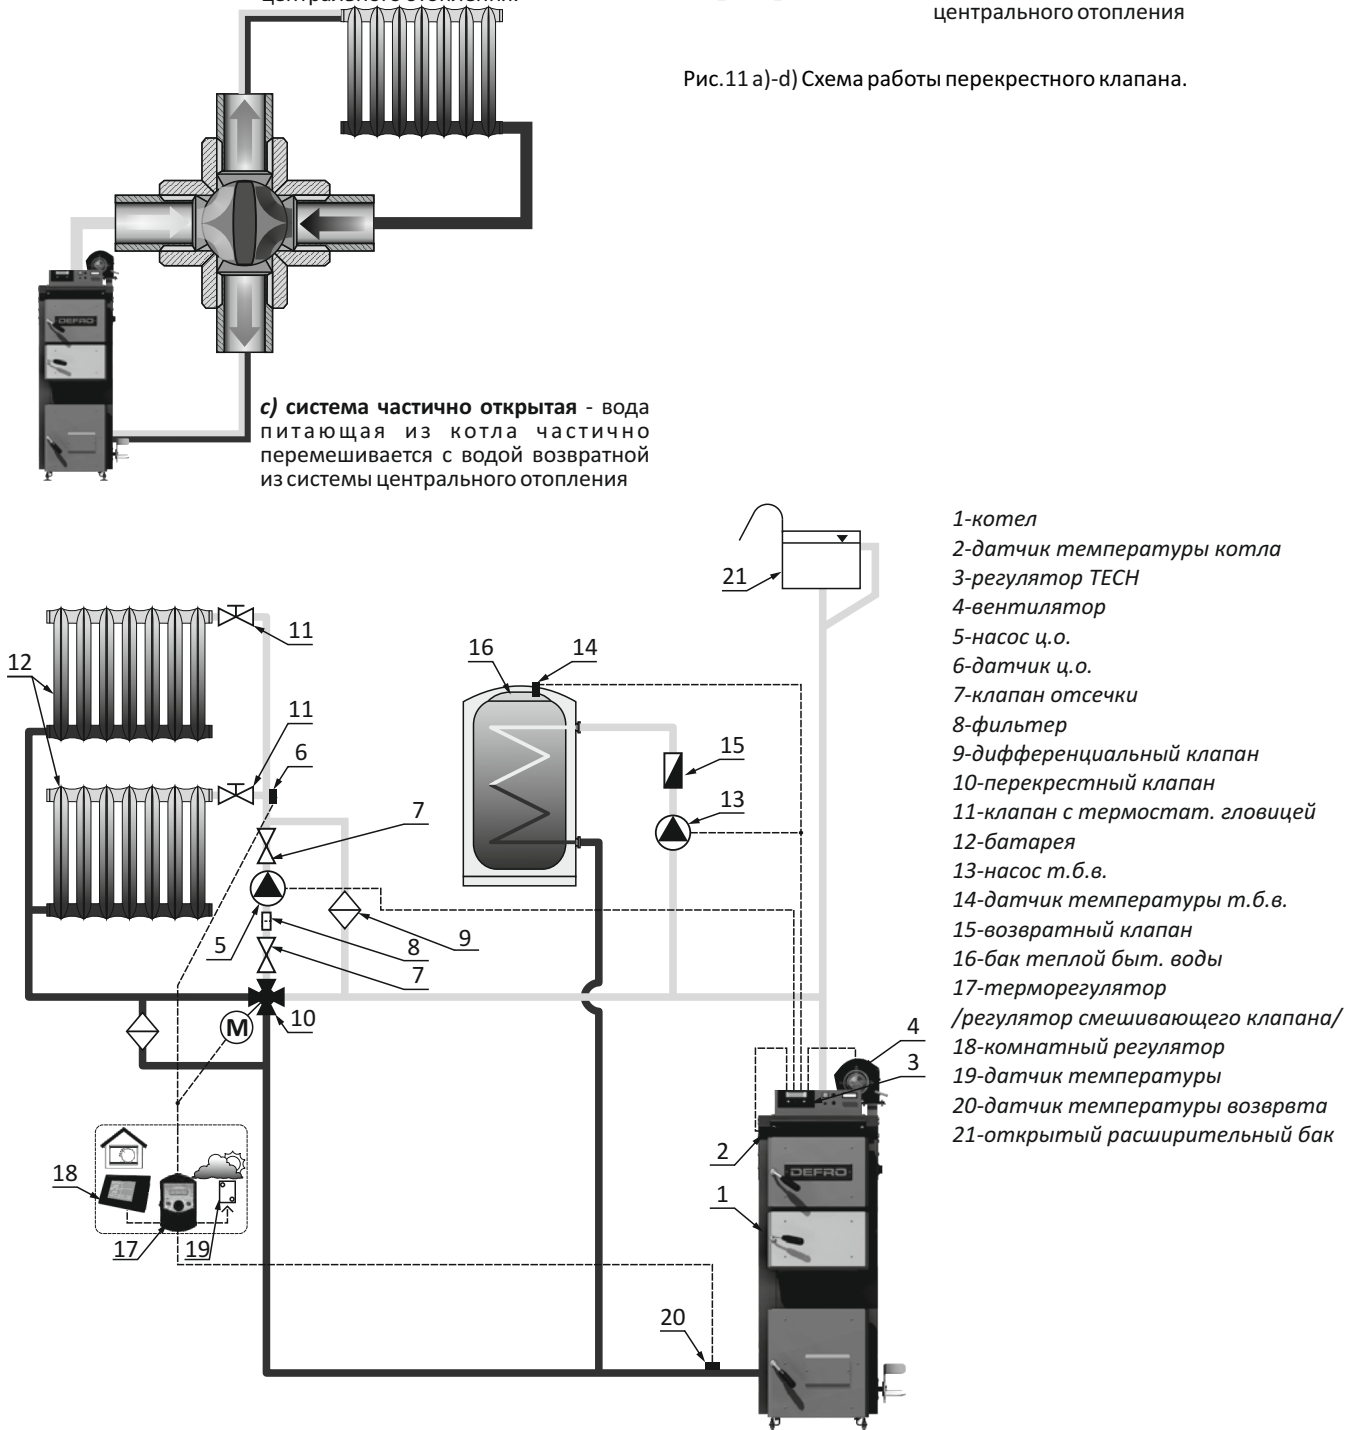 центрального отопления.
центрального отопления
Рис.11 a)-d) Схема работы перекрестного клапана.
DEFRO
c) система частично открытая - вода
питающая из котла частично
перемешивается с водой возвратной
из системы центрального отопления
1-котел
2-датчик температуры котла
3-регулятор TECH
4-вентилятор
5-насос ц.о.
6-датчик ц.о.
7-клапан отсечки
8-фильтер
9-дифференциальный клапан
10-перекрестный клапан
11-клапан с термостат. гловицей
12-батарея
13-насос т.б.в.
14-датчик температуры т.б.в.
15-возвратный клапан
16-бак теплой быт. воды
17-терморегулятор
/регулятор смешивающего клапана/
18-комнатный регулятор
19-датчик температуры
20-датчик температуры возврвта
21-открытый расширительный бак
21
11
16
14
12
11
6
15
7
13
5
8
9
7
10
M
4
3
2
18
DEFRO
1
17
19
20